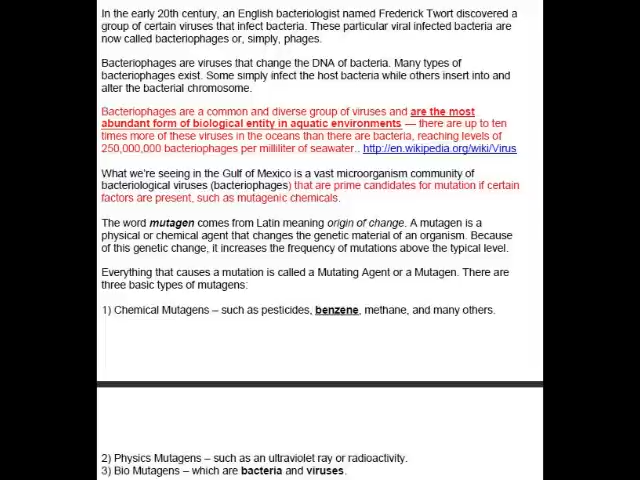 In the early 20th century, an English bacteriologist named Frederick Twort discovered a
group of certain viruses that infect bacteria. These particular viral infected bacteria are
now called bacteriophages or, simply, phages.
Bacteriophages are viruses that change the DNA of bacteria. Many types of
bacteriophages exist. Some simply infect the host bacteria while others insert into and
alter the bacterial chromosome.
Bacteriophages are a common and diverse group of viruses and are the most
abundant form of biological entity in aquatic environments — there are up to ten
times more of these viruses in the oceans than there are bacteria, reaching levels of
250,000,000 bacteriophages per milliliter of seawater.. http://en.wikipedia.org/wiki/Virus
What we're seeing in the Gulf of Mexico is a vast microorganism community of
bacteriological viruses (bacteriophages) that are prime candidates for mutation if certain
factors are present, such as mutagenic chemicals.
The word mutagen comes from Latin meaning origin of change. A mutagen is a
physical or chemical agent that changes the genetic material of an organism. Because
of this genetic change, it increases the frequency of mutations above the typical level.
Everything that causes a mutation is called a Mutating Agent or a Mutagen. There are
three basic types of mutagens:
1) Chemical Mutagens – such as pesticides, benzene, methane, and many others.
2) Physics Mutagens – such as an ultraviolet ray or radioactivity.
3) Bio Mutagens – which are bacteria and viruses.